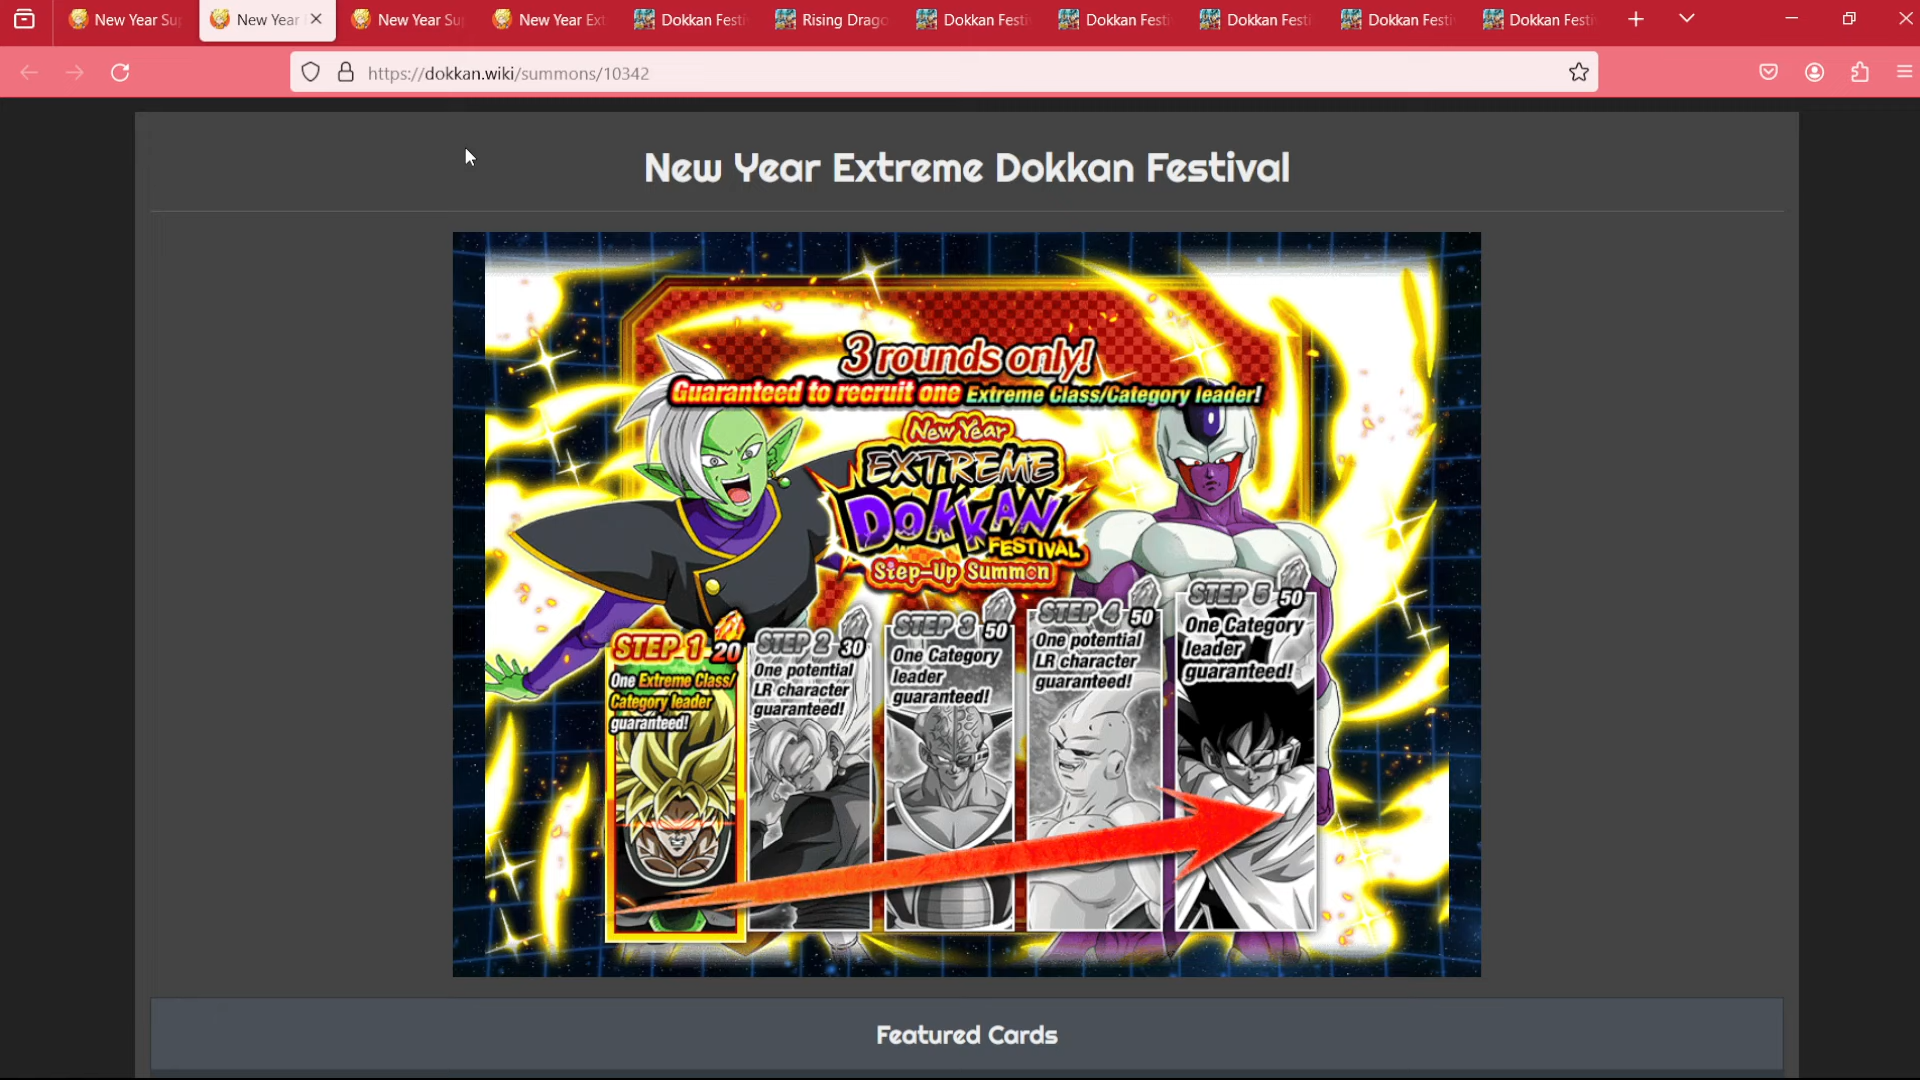 New Year Su
New Year
New Year Su
New Year Ext
Dokkan Festi
Rising Drago
Dokkan Festi
Dokkan Festi
Dokkan Festi
Dokkan Festi
Dokkan Festi
https://dokkan.wiki/summons/10342
New Year Extreme Dokkan Festival
3 rounds only!
Guaranteed to recruit one Extreme Class/Category leader!
New Year
EXTREME
DOKKAN
FESTIVAL
Step-Up Summon
STEP 1 20
One Extreme Class/
Category leader
guaranteed!
STEP 2 30
One potential
LR character
guaranteed!
STEP 3 50
One Category
leader
guaranteed!
STEP 4 50
One potential
LR character
guaranteed!
STEP 5 50
One Category
leader
guaranteed!
Featured Cards